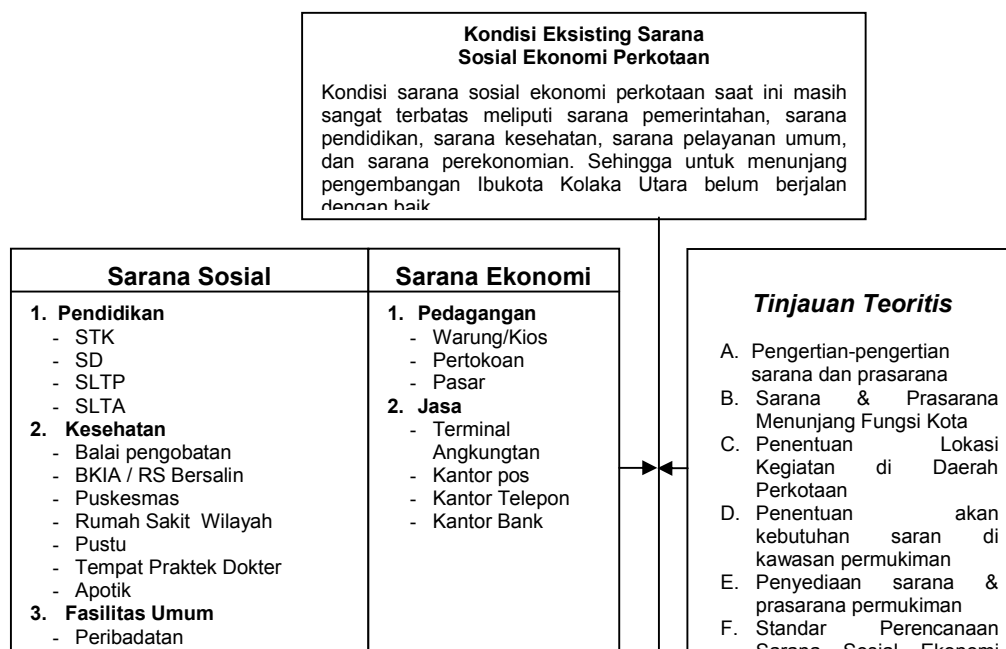 Kondisi Eksisting Sarana
Sosial Ekonomi Perkotaan
Kondisi sarana sosial ekonomi perkotaan saat ini masih
sangat terbatas meliputi sarana pemerintahan, sarana
pendidikan, sarana kesehatan, sarana pelayanan umum,
dan sarana perekonomian. Sehingga untuk menunjang
pengembangan Ibukota Kolaka Utara belum berjalan
dengan baik
Sarana Sosial
1. Pendidikan
- STK
- SD
- SLTP
- SLTA
2. Kesehatan
- Balai pengobatan
- BKIA / RS Bersalin
- Puskesmas
- Rumah Sakit Wilayah
- Pustu
- Tempat Praktek Dokter
- Apotik
3. Fasilitas Umum
- Peribadatan
Sarana Ekonomi
1. Pedagangan
- Warung/Kios
- Pertokoan
- Pasar
2. Jasa
- Terminal
Angkungtan
- Kantor pos
- Kantor Telepon
- Kantor Bank
Tinjauan Teoritis
A. Pengertian-pengertian
sarana dan prasarana
B. Sarana & Prasarana
Menunjang Fungsi Kota
C. Penentuan Lokasi
Kegiatan di Daerah
Perkotaan
D. Penentuan akan
kebutuhan saran di
kawasan permukiman
E. Penyediaan sarana &
prasarana permukiman
F. Standar Perencanaan
Sarana Sosial Ekonomi